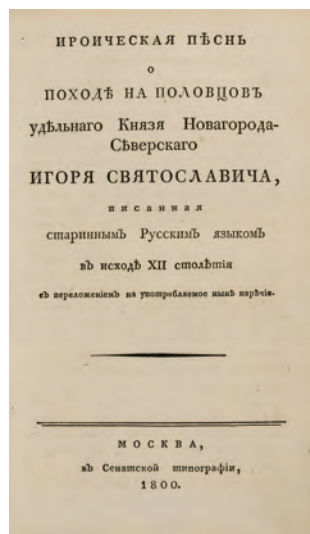 ИРОИЧЕСКАЯ ПѢСНЬ
О
ПОХОДѢ НА ПОЛОВЦОВЪ
удѣльнаго Князя Новагорода-
Сѣверскаго
ИГОРЯ СВЯТОСЛАВИЧА,
писанная
стариннымъ Русскимъ языкомъ
въ исходѣ XII столѣтія
съ переложеніемъ на употребляемое нынѣ нарѣчіе.
МОСКВА,
въ Сенатской типографіи,
1800.